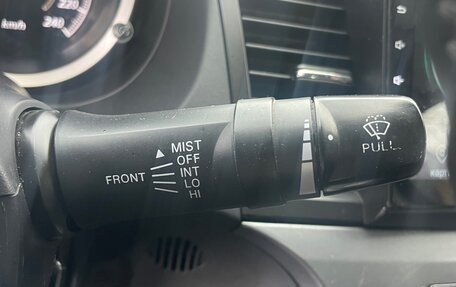 220
km/h
240
MIST
OFF
FRONT INT
LO
HI
PULL